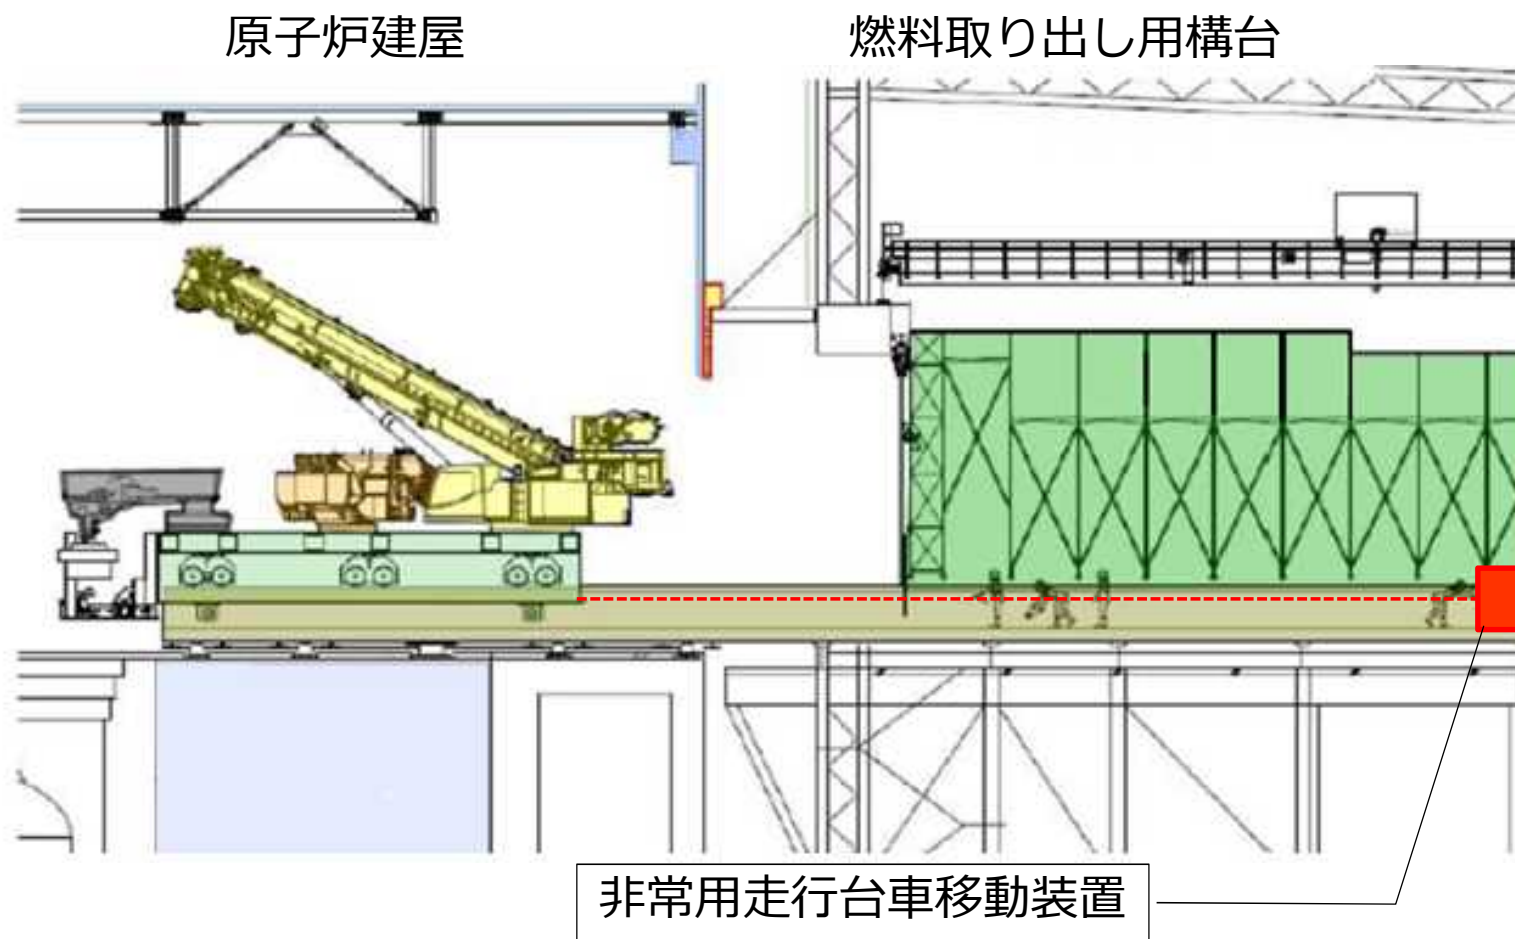 原子炉建屋
燃料取り出し用構台
非常用走行台車移動装置